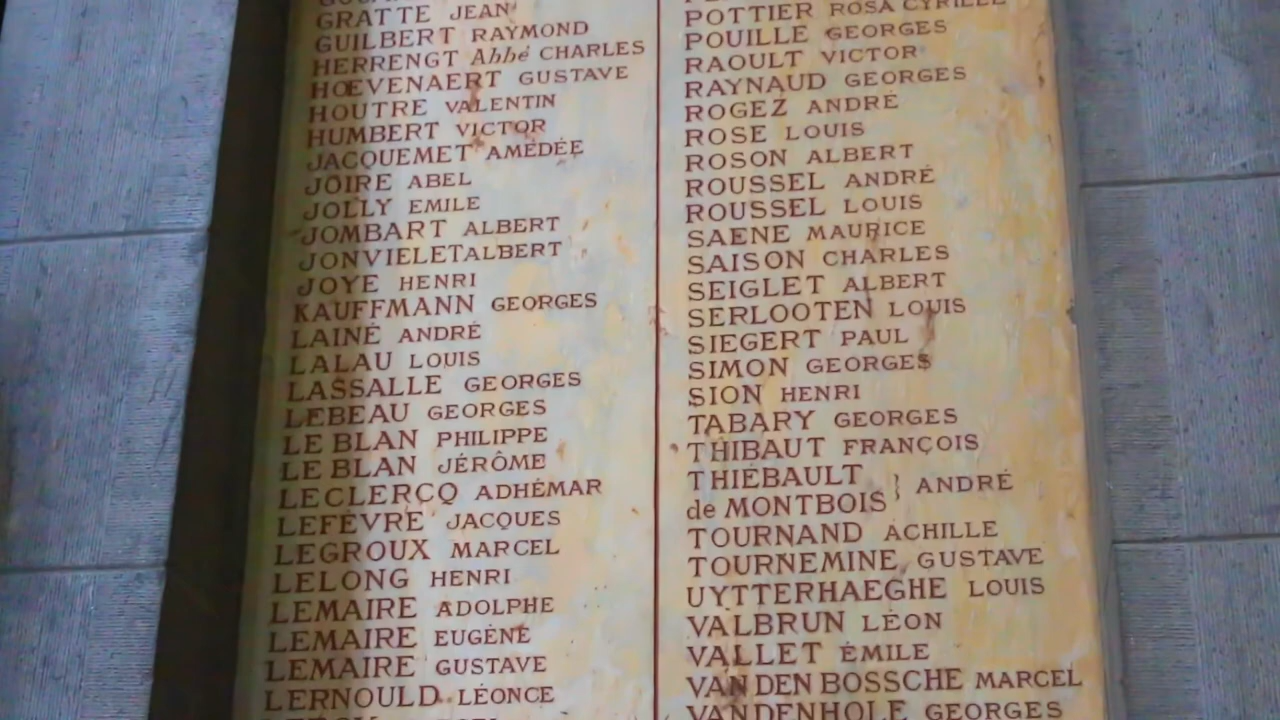 GRATTE JEAN
GUILBERT RAYMOND
HERRENGT Abbé CHARLES
HŒVENAERT GUSTAVE
HOUTRE VALENTIN
HUMBERT VICTOR
JACQUEMET AMÉDÉE
JOIRE ABEL
JOLLY EMILE
JOMBART ALBERT
JONVIELET ALBERT
JOYE HENRI
KAUFFMANN GEORGES
LAINÉ ANDRÉ
LALAU LOUIS
LASSALLE GEORGES
LEBEAU GEORGES
LE BLAN PHILIPPE
LE BLAN JÉRÔME
LECLERCQ ADHÉMAR
LEFÈVRE JACQUES
LEGROUX MARCEL
LELONG HENRI
LEMAIRE ADOLPHE
LEMAIRE EUGÈNE
LEMAIRE GUSTAVE
LERNOULD LÉONCE
POTTIER ROSA CYRILLE
POUILLE GEORGES
RAOULT VICTOR
RAYNAUD GEORGES
ROGEZ ANDRÉ
ROSE LOUIS
ROSON ALBERT
ROUSSEL ANDRÉ
ROUSSEL LOUIS
SAENE MAURICE
SAISON CHARLES
SEIGLET ALBERT
SERLOOTEN LOUIS
SIEGERT PAUL
SIMON GEORGES
SION HENRI
TABARY GEORGES
THIBAUT FRANÇOIS
THIÉBAULT
de MONTBOIS } ANDRÉ
TOURNAND ACHILLE
TOURNEMINE GUSTAVE
UYTTERHAEGHE LOUIS
VALBRUN LÉON
VALLET ÉMILE
VAN DEN BOSSCHE MARCEL
VANDENHOLE GEORGES